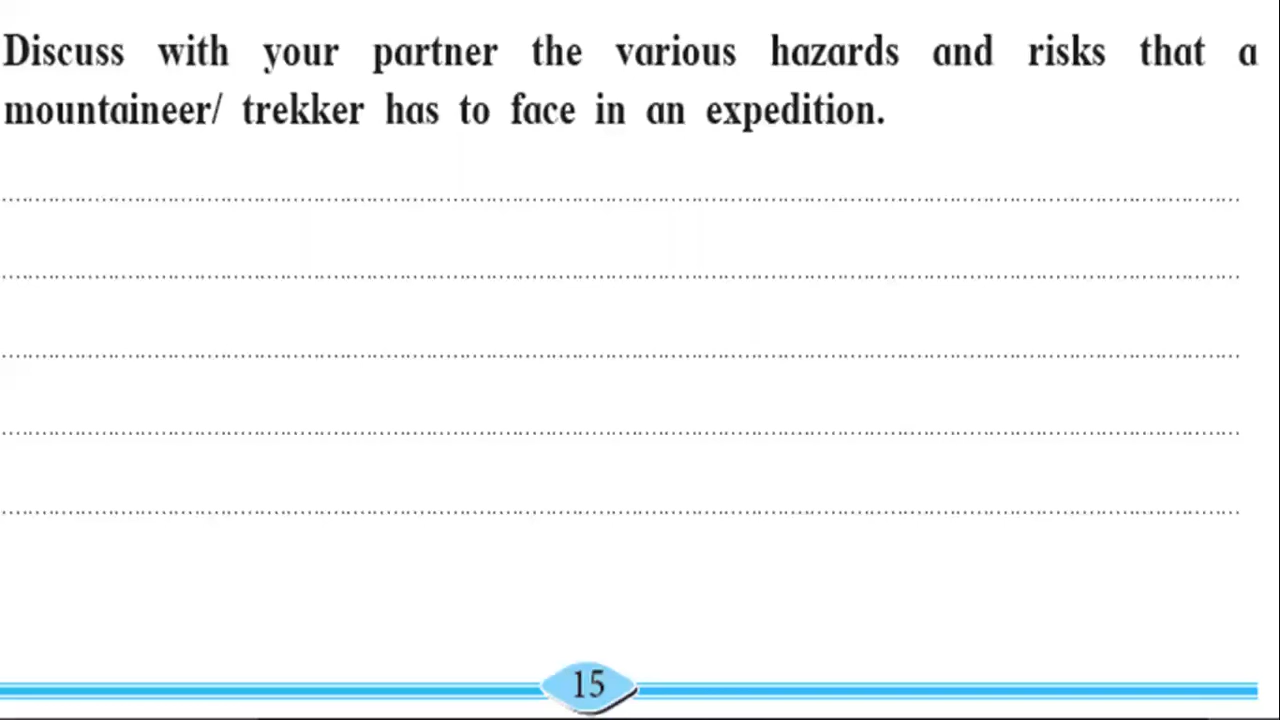 Discuss with your partner the various hazards and risks that a
mountaineer/ trekker has to face in an expedition.
15